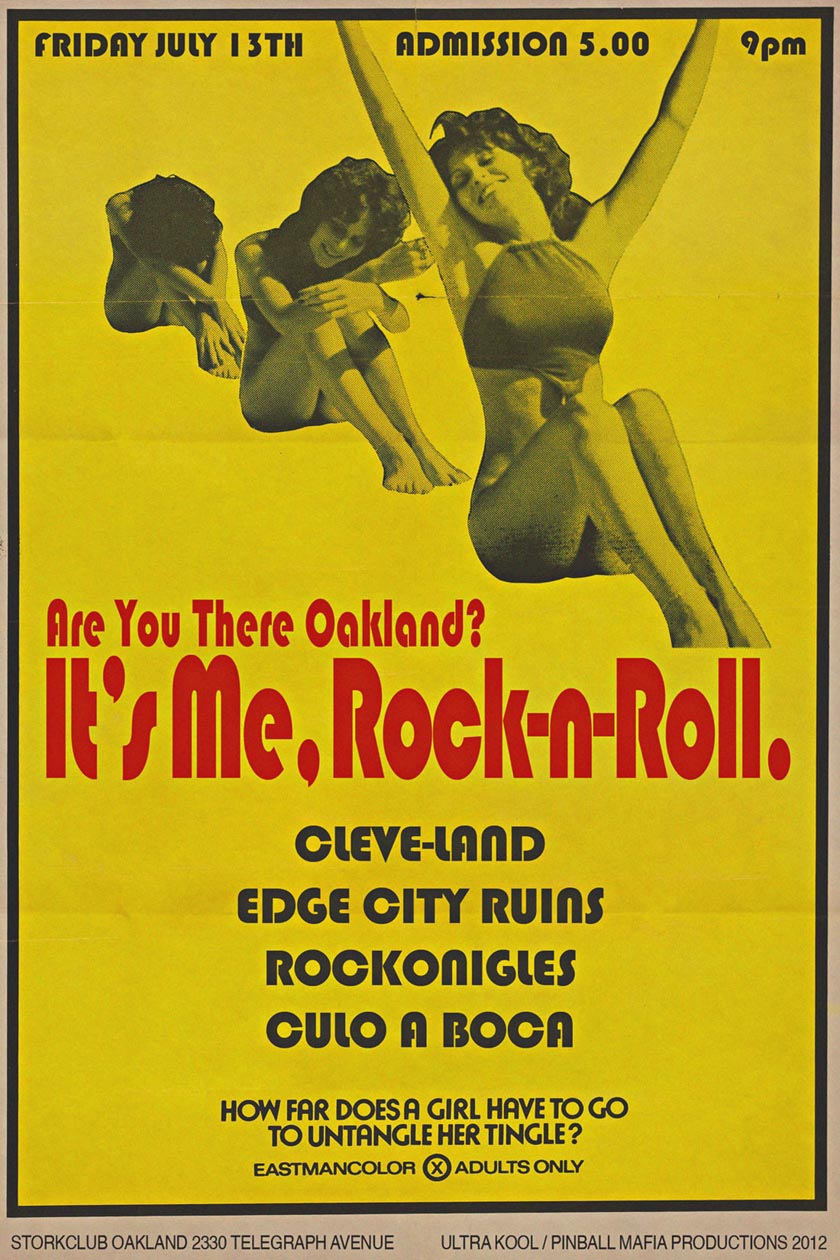 FRIDAY JULY 13TH
ADMISSION 5.00
9pm
Are You There Oakland?
It's Me, Rock-n-Roll.
CLEVE-LAND
EDGE CITY RUINS
ROCKONIGLES
CULO A BOCA
HOW FAR DOES A GIRL HAVE TO GO
TO UNTANGLE HER TINGLE?
EASTMANCOLOR X ADULTS ONLY
STORKCLUB OAKLAND 2330 TELEGRAPH AVENUE
ULTRA KOOL / PINBALL MAFIA PRODUCTIONS 2012